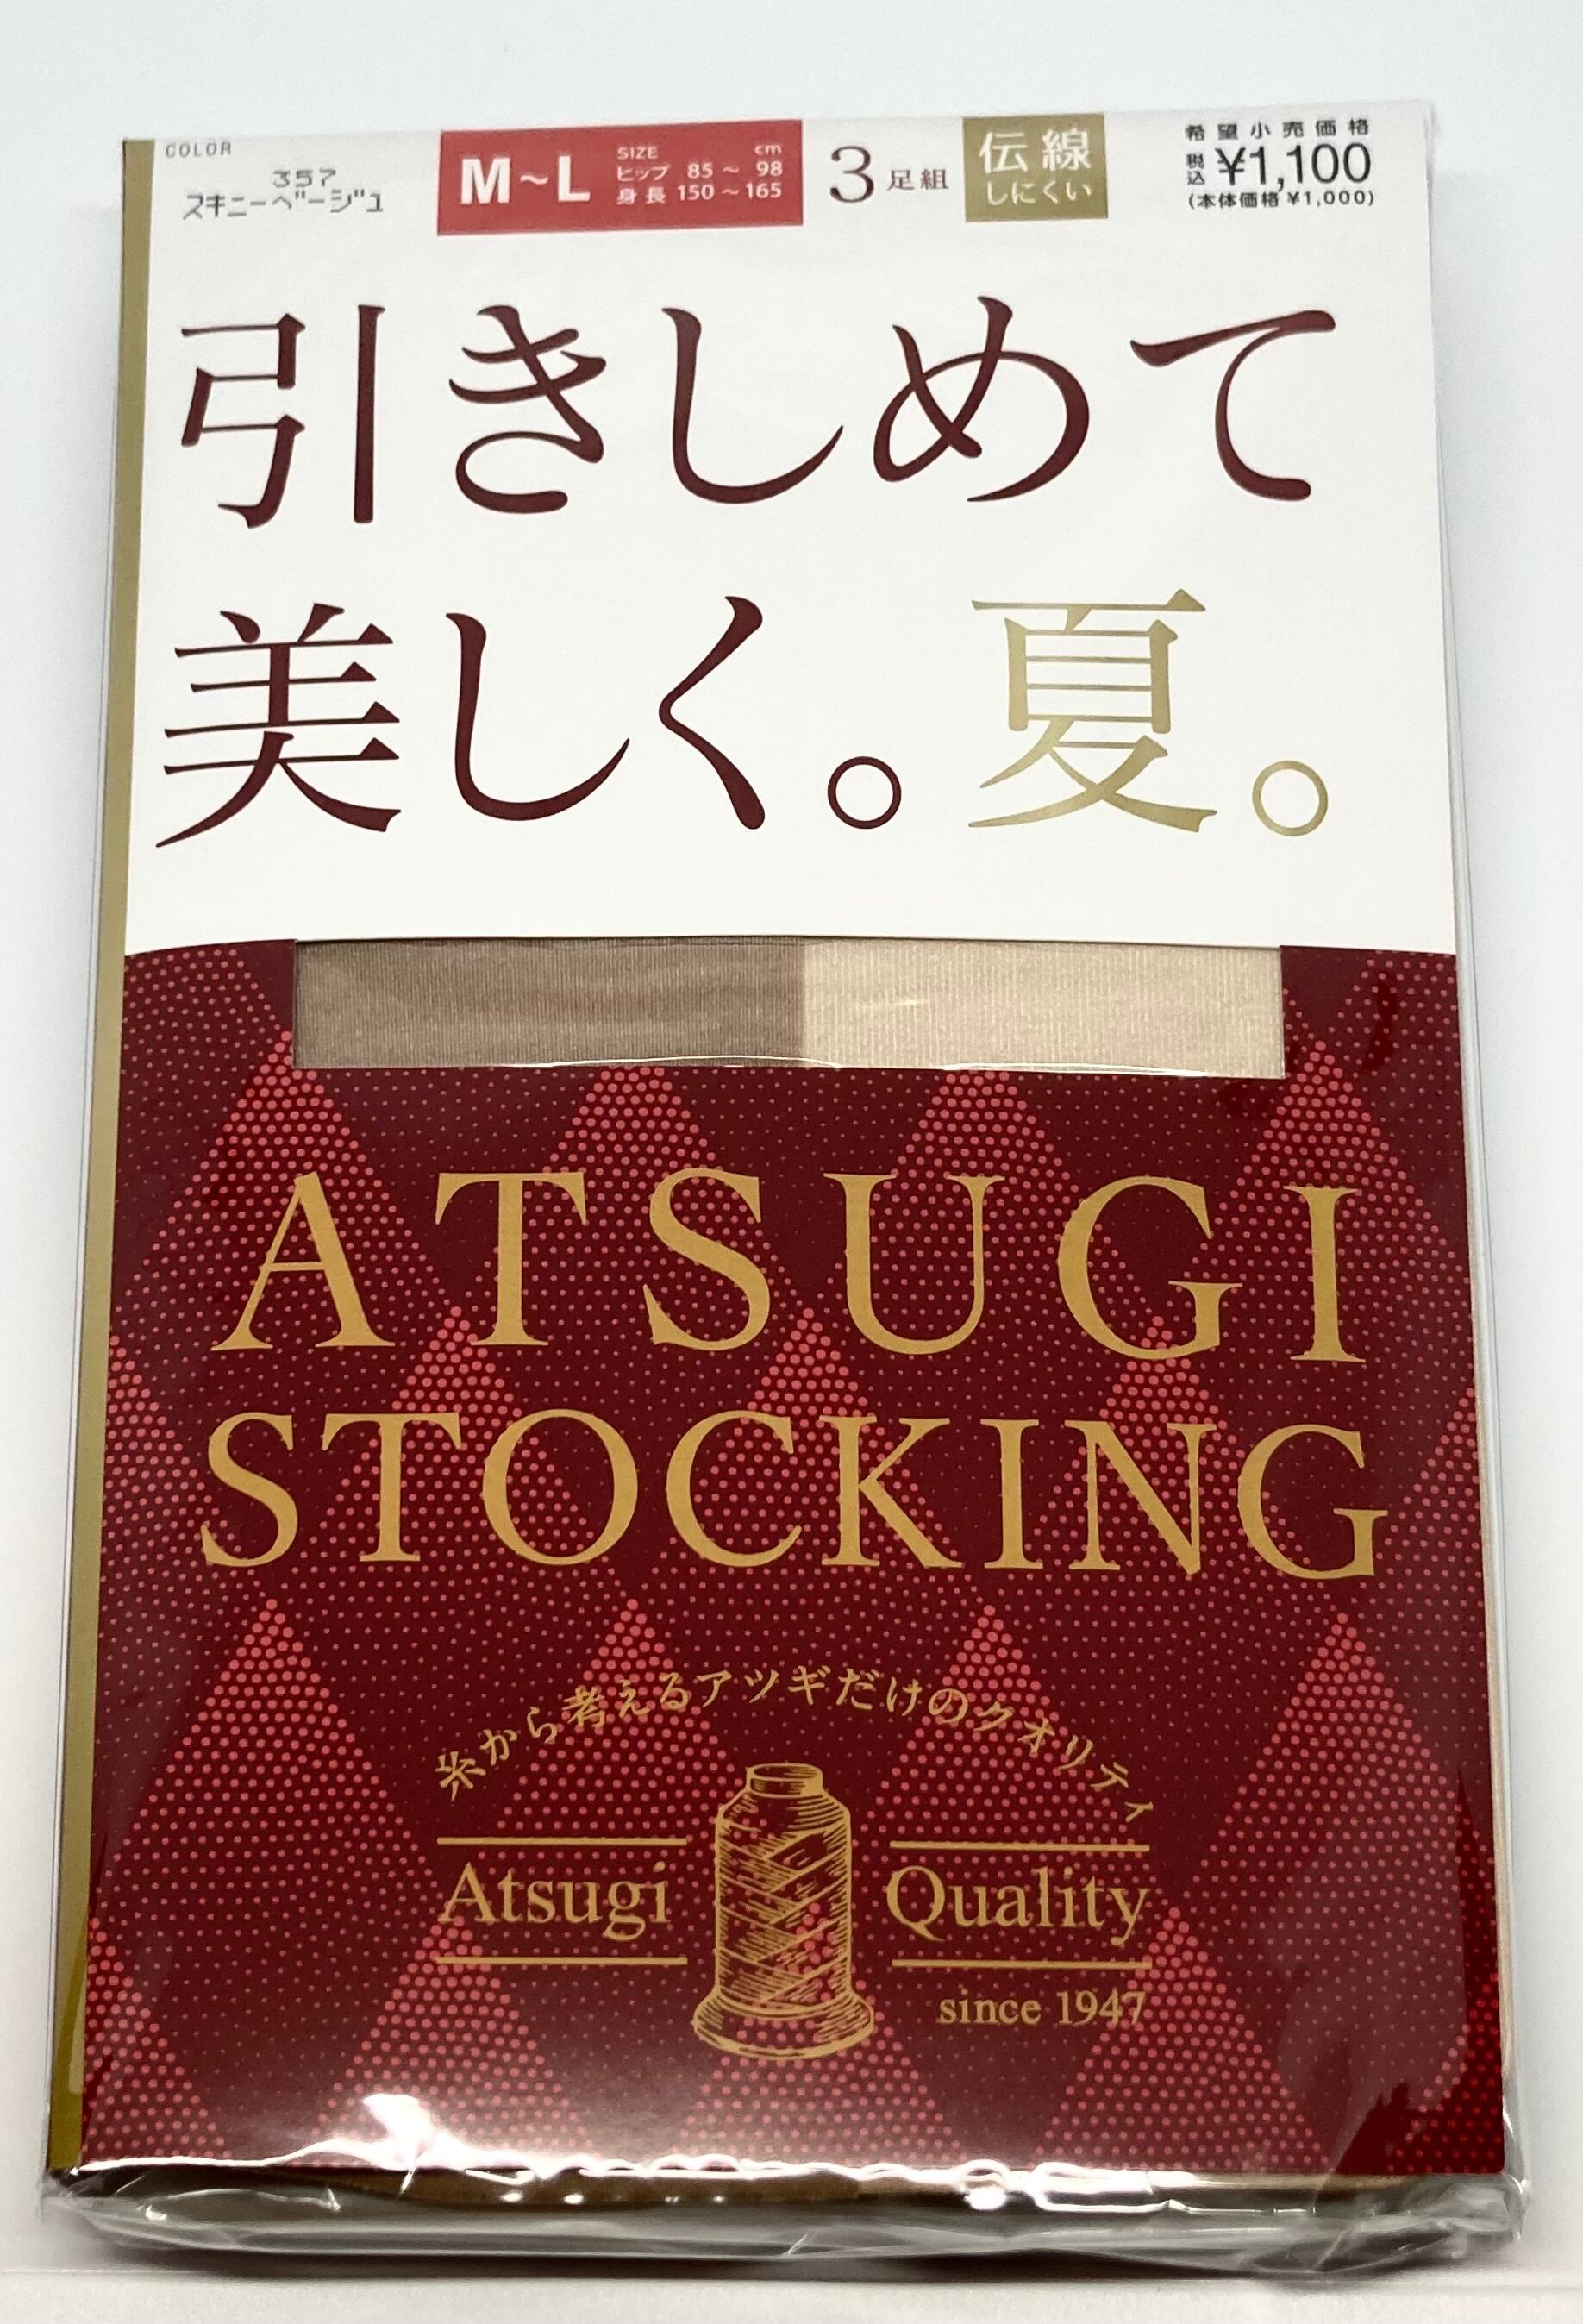 COLOR
357
スキニーベージュ
M~L
SIZE cm
ヒップ 85～98
身長 150～165
3足組
伝線
しにくい
希望小売価格
税込 ¥1,100
(本体価格 ¥1,000)
引きしめて
美しく。夏。
ATSUGI
STOCKING
糸から考えるアツギだけのクオリティ
Atsugi Quality
since 1947